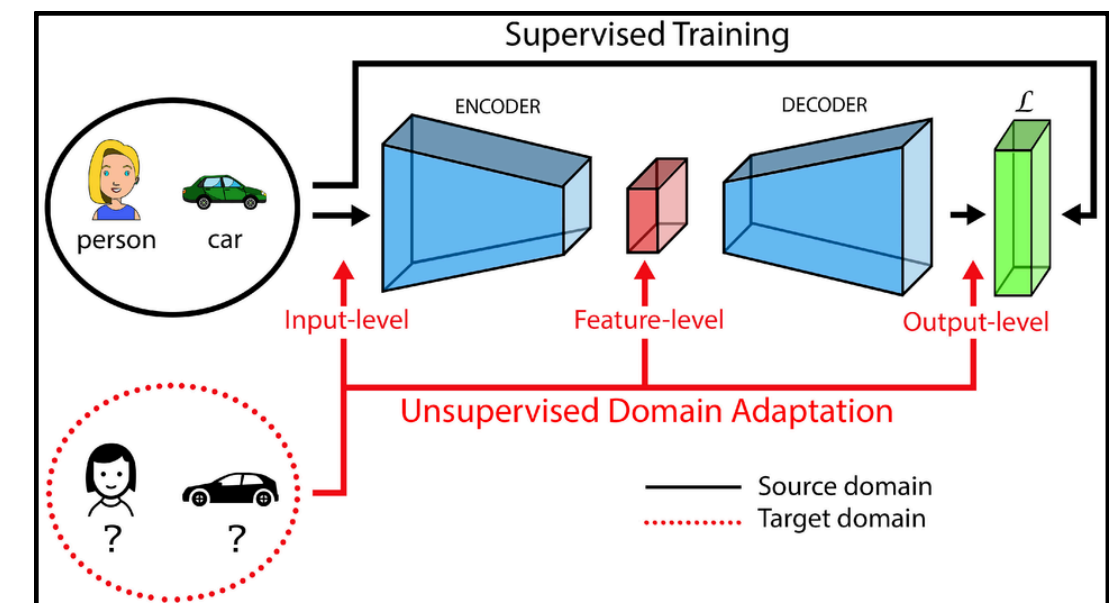 Supervised Training
ENCODER
DECODER
ℒ
person
car
Input-level
Feature-level
Output-level
Unsupervised Domain Adaptation
? ?
Source domain
Target domain